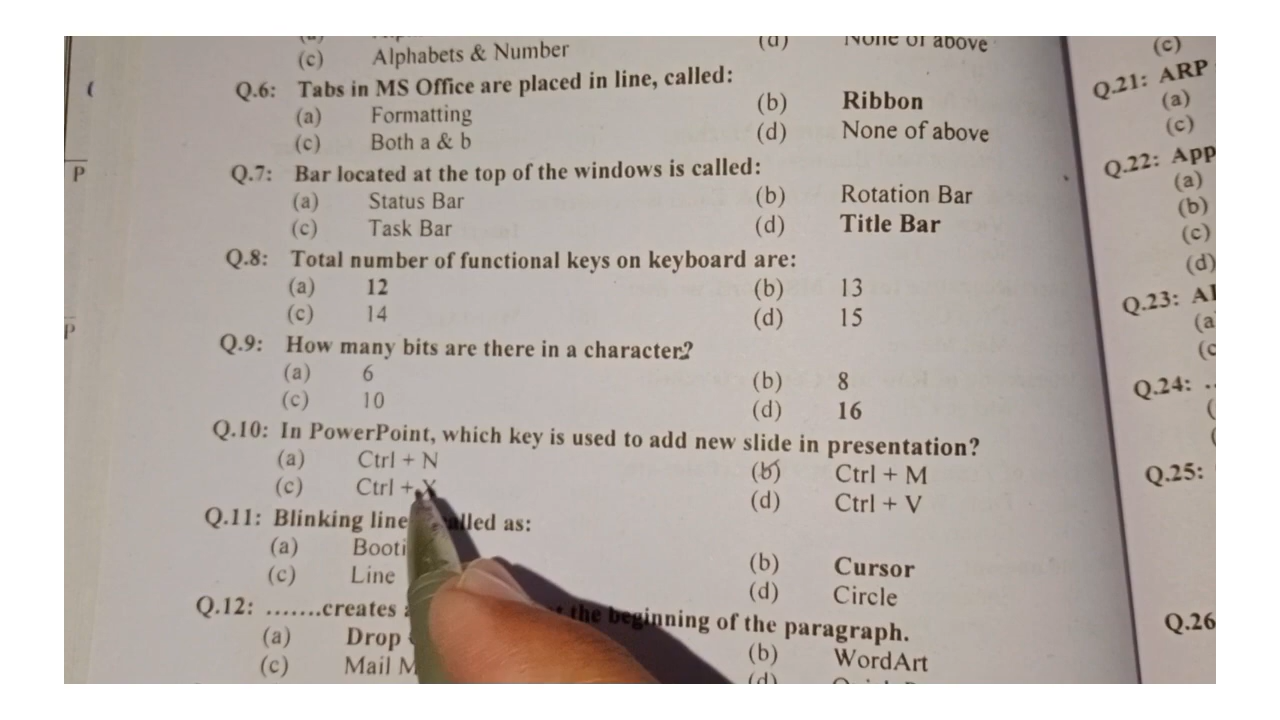 (c) Alphabets & Number (d) None of above
Q.6: Tabs in MS Office are placed in line, called:
(a) Formatting (b) Ribbon
(c) Both a & b (d) None of above
Q.7: Bar located at the top of the windows is called:
(a) Status Bar (b) Rotation Bar
(c) Task Bar (d) Title Bar
Q.8: Total number of functional keys on keyboard are:
(a) 12 (b) 13
(c) 14 (d) 15
Q.9: How many bits are there in a character?
(a) 6 (b) 8
(c) 10 (d) 16
Q.10: In PowerPoint, which key is used to add new slide in presentation?
(a) Ctrl + N (b) Ctrl + M
(c) Ctrl + X (d) Ctrl + V
Q.11: Blinking line called as:
(a) (b) Cursor
(c) Line (d) Circle
Q.12: .......creates the beginning of the paragraph.
(a) Drop (b) WordArt
(c) Mail (d)
P
P
(c)
Q.21: ARP
(a)
(c)
Q.22:
(a)
(b)
(c)
(d)
Q.23:
Q.24:
Q.25:
Q.26